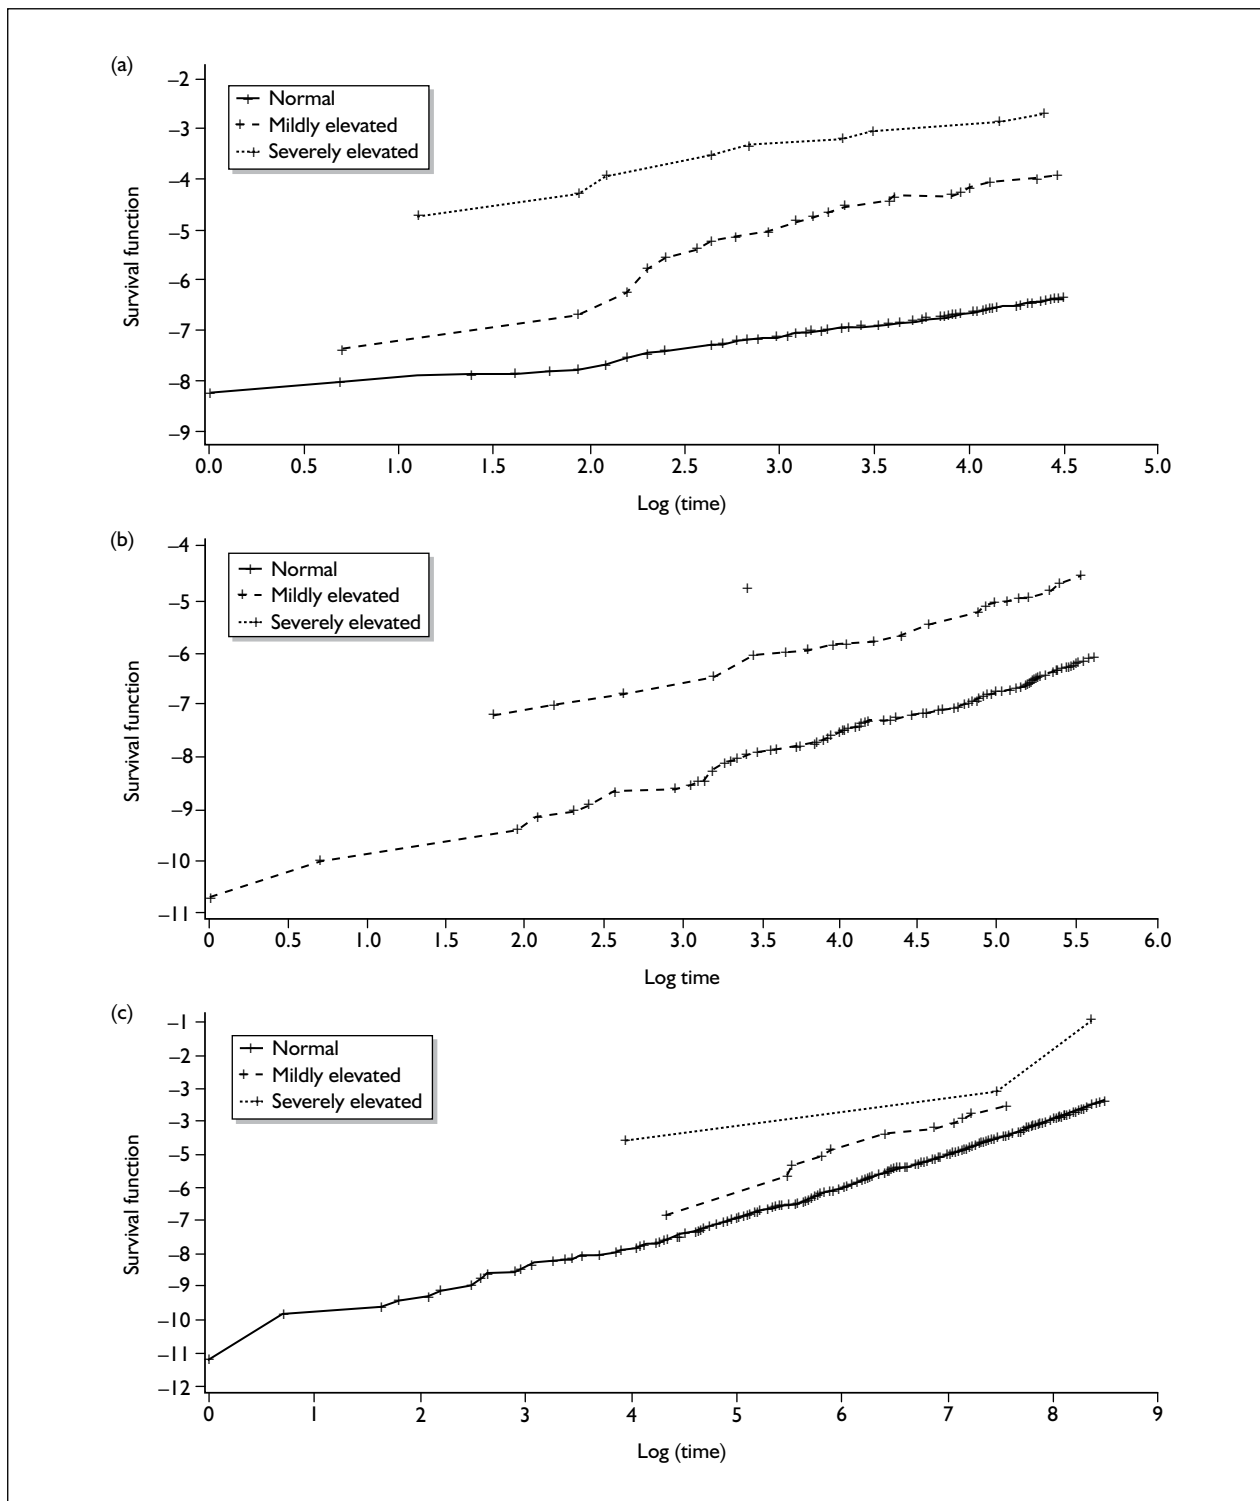 (a)
Normal
Mildly elevated
Severely elevated
Survival function
–2
–3
–4
–5
–6
–7
–8
–9
0.0 0.5 1.0 1.5 2.0 2.5 3.0 3.5 4.0 4.5 5.0
Log (time)
(b)
Normal
Mildly elevated
Severely elevated
Survival function
–4
–5
–6
–7
–8
–9
–10
–11
0 0.5 1.0 1.5 2.0 2.5 3.0 3.5 4.0 4.5 5.0 5.5 6.0
Log time
(c)
Normal
Mildly elevated
Severely elevated
Survival function
–1
–2
–3
–3
–5
–6
–7
–8
–9
–10
–11
–12
0 1 2 3 4 5 6 7 8 9
Log (time)